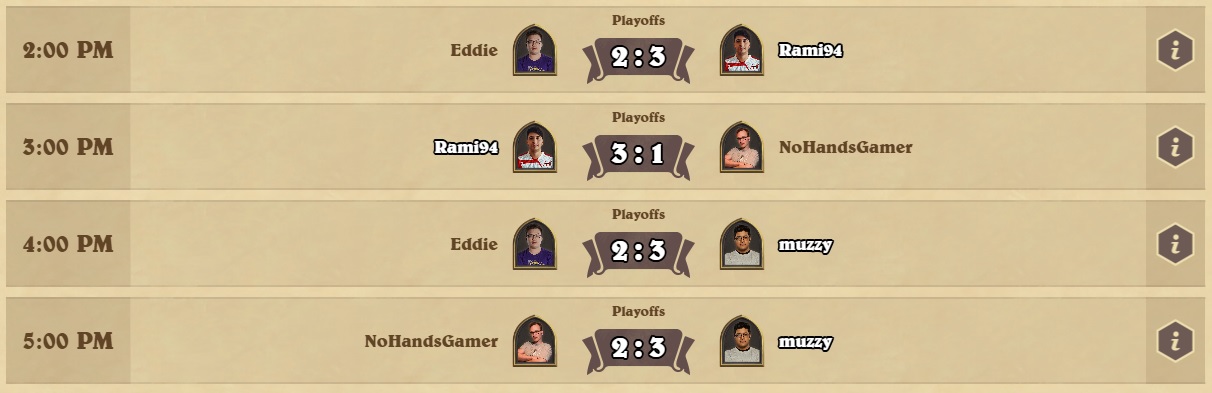 Playoffs
2:00 PM Eddie 2 : 3 Rami94 i
Playoffs
3:00 PM Rami94 3 : 1 NoHandsGamer i
Playoffs
4:00 PM Eddie 2 : 3 muzzy i
Playoffs
5:00 PM NoHandsGamer 2 : 3 muzzy i